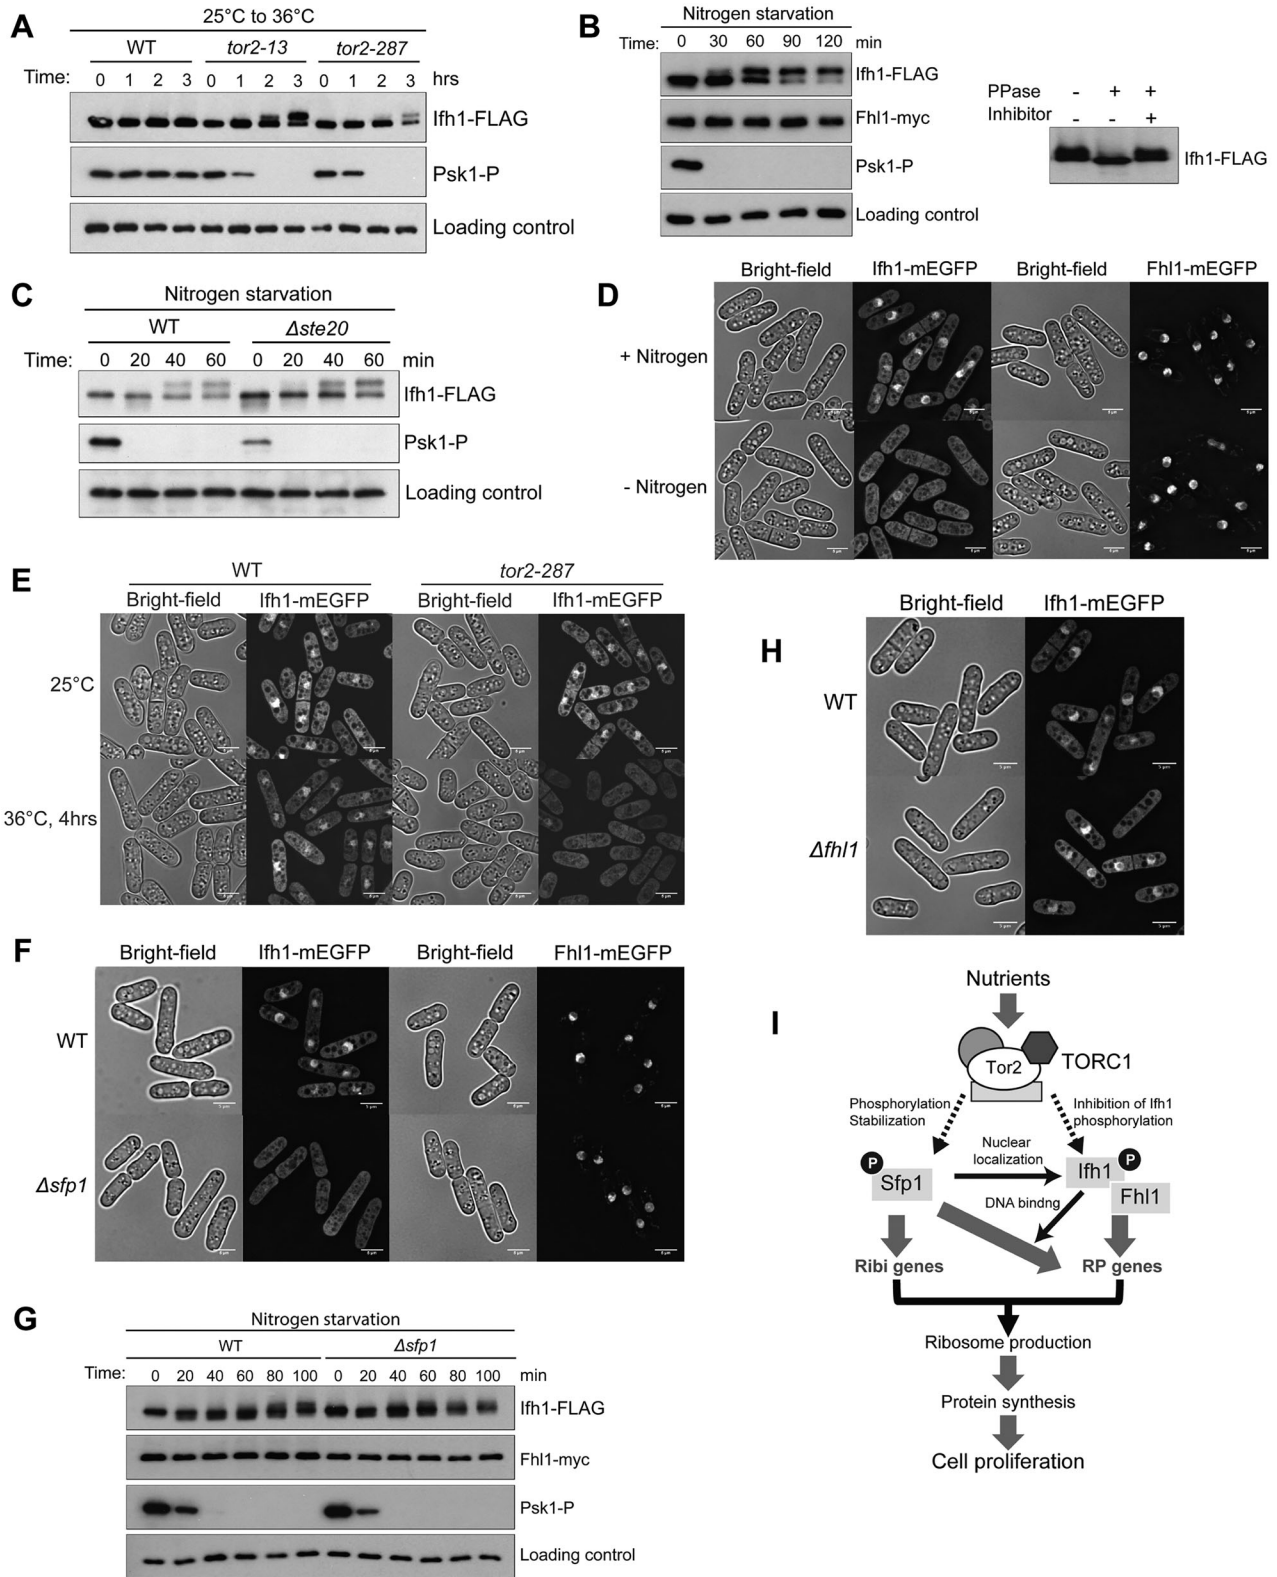 A
25°C to 36°C
WT tor2-13 tor2-287
Time: 0 1 2 3 0 1 2 3 0 1 2 3 hrs
Ifh1-FLAG
Psk1-P
Loading control
B
Nitrogen starvation
Time: 0 30 60 90 120 min
Ifh1-FLAG
Fhl1-myc
Psk1-P
Loading control
PPase - + +
Inhibitor - - +
Ifh1-FLAG
C
Nitrogen starvation
WT Δste20
Time: 0 20 40 60 0 20 40 60 min
Ifh1-FLAG
Psk1-P
Loading control
D
Bright-field Ifh1-mEGFP Bright-field Fhl1-mEGFP
+ Nitrogen
- Nitrogen
E
WT tor2-287
Bright-field Ifh1-mEGFP Bright-field Ifh1-mEGFP
25°C
36°C, 4hrs
F
Bright-field Ifh1-mEGFP Bright-field Fhl1-mEGFP
WT
Δsfp1
G
Nitrogen starvation
WT Δsfp1
Time: 0 20 40 60 80 100 0 20 40 60 80 100 min
Ifh1-FLAG
Fhl1-myc
Psk1-P
Loading control
H
Bright-field Ifh1-mEGFP
WT
Δfhl1
I
Nutrients
Tor2
TORC1
Phosphorylation
Stabilization
Inhibition of Ifh1
phosphorylation
Nuclear
localization
P
Sfp1
Ifh1
P
Fhl1
DNA bindng
Ribi genes
RP genes
Ribosome production
Protein synthesis
Cell proliferation